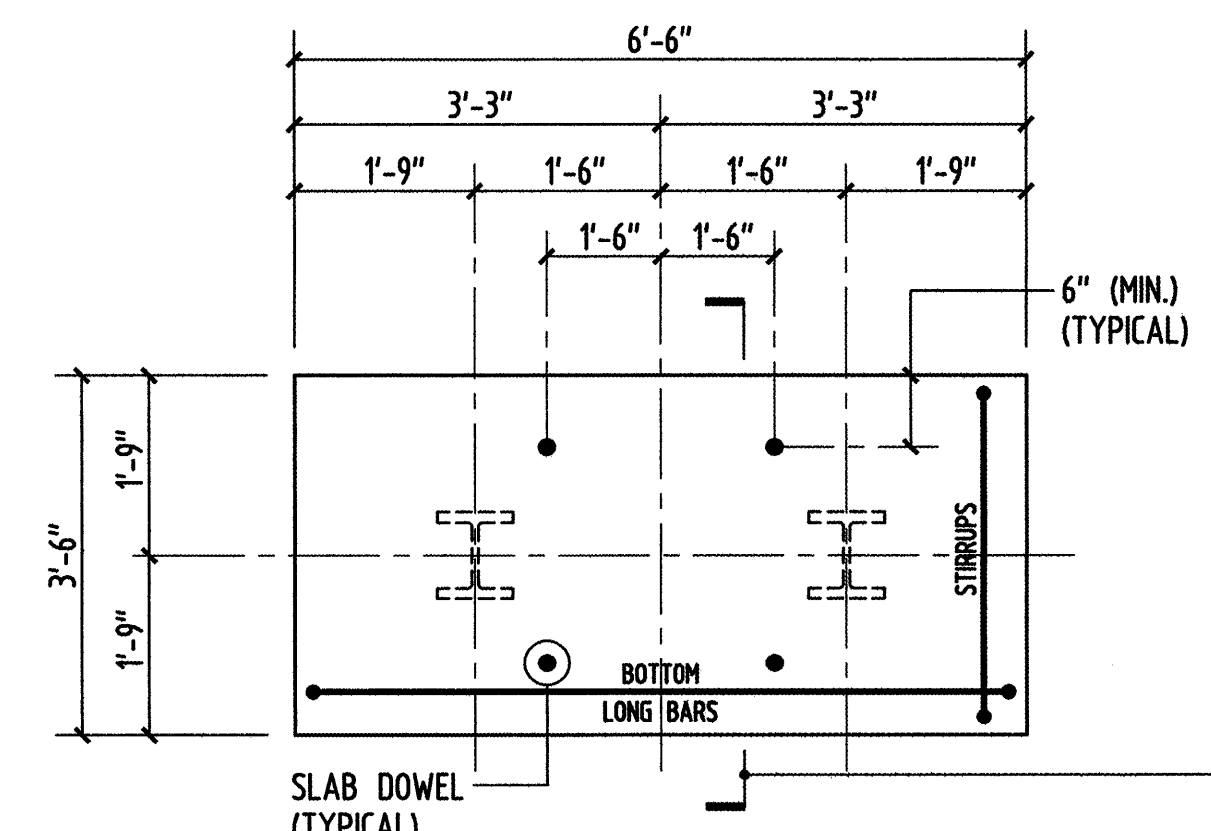 6'-6"
3'-3" 3'-3"
1'-9" 1'-6" 1'-6" 1'-9"
1'-6" 1'-6"
6" (MIN.)
(TYPICAL)
1'-9"
3'-6"
1'-9"
STIRRUPS
BOTTOM
LONG BARS
SLAB DOWEL
(TYPICAL)